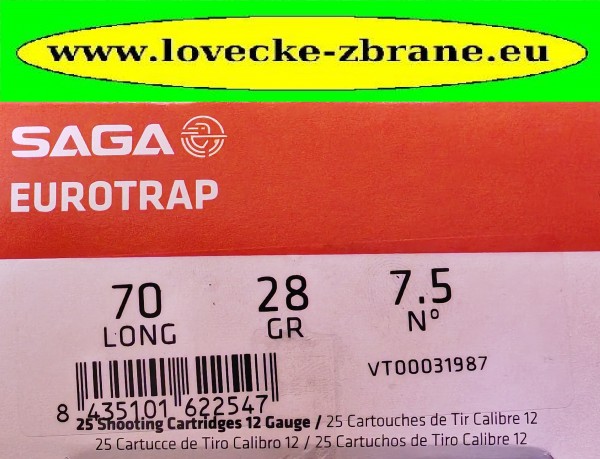 www.lovecke-zbrane.eu
SAGA
EUROTRAP
70 28 7.5
LONG GR Nº
VT00031987
8 435101 622547
25 Shooting Cartridges 12 Gauge / 25 Cartouches de Tir Calibre 12
25 Cartucce de Tiro Calibro 12 / 25 Cartuchos de Tiro Calibre 12